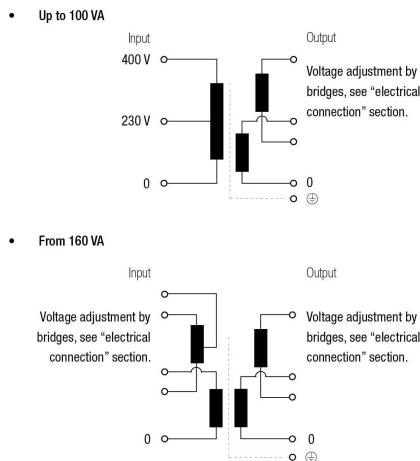 • Up to 100 VA
Input
Output
400 V
230 V
0
Voltage adjustment by
bridges, see “electrical
connection” section.
0
• From 160 VA
Input
Output
Voltage adjustment by
bridges, see “electrical
connection” section.
0
Voltage adjustment by
bridges, see “electrical
connection” section.
0